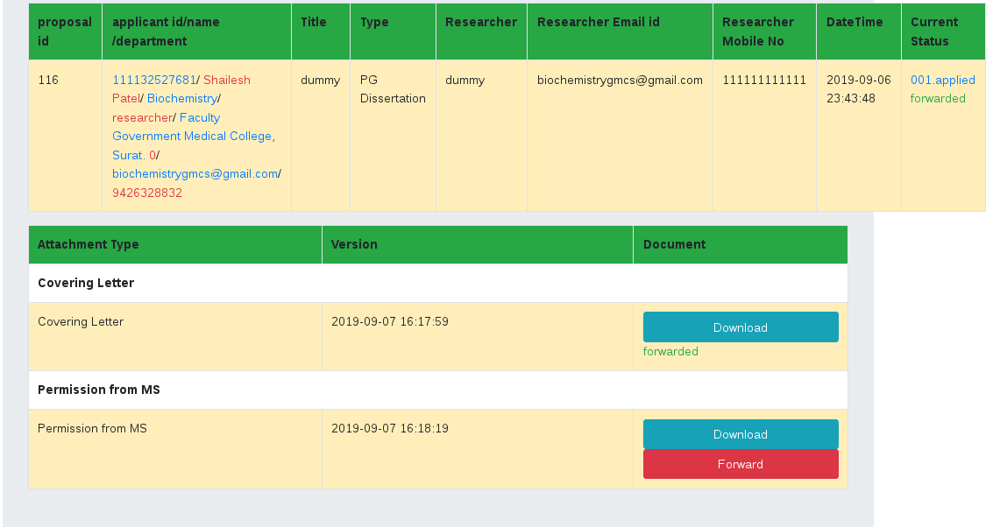 proposal id
applicant id/name /department
Title
Type
Researcher
Researcher Email id
Researcher Mobile No
DateTime
Current Status
116
111132527681/ Shailesh
Patel/ Biochemistry/
researcher/ Faculty
Government Medical College,
Surat. 0/
biochemistrygmcs@gmail.com/
9426328832
dummy
PG
Dissertation
dummy
biochemistrygmcs@gmail.com
111111111111
2019-09-06
23:43:48
001.applied
forwarded
Attachment Type
Version
Document
Covering Letter
Covering Letter
2019-09-07 16:17:59
Download
forwarded
Permission from MS
Permission from MS
2019-09-07 16:18:19
Download
Forward